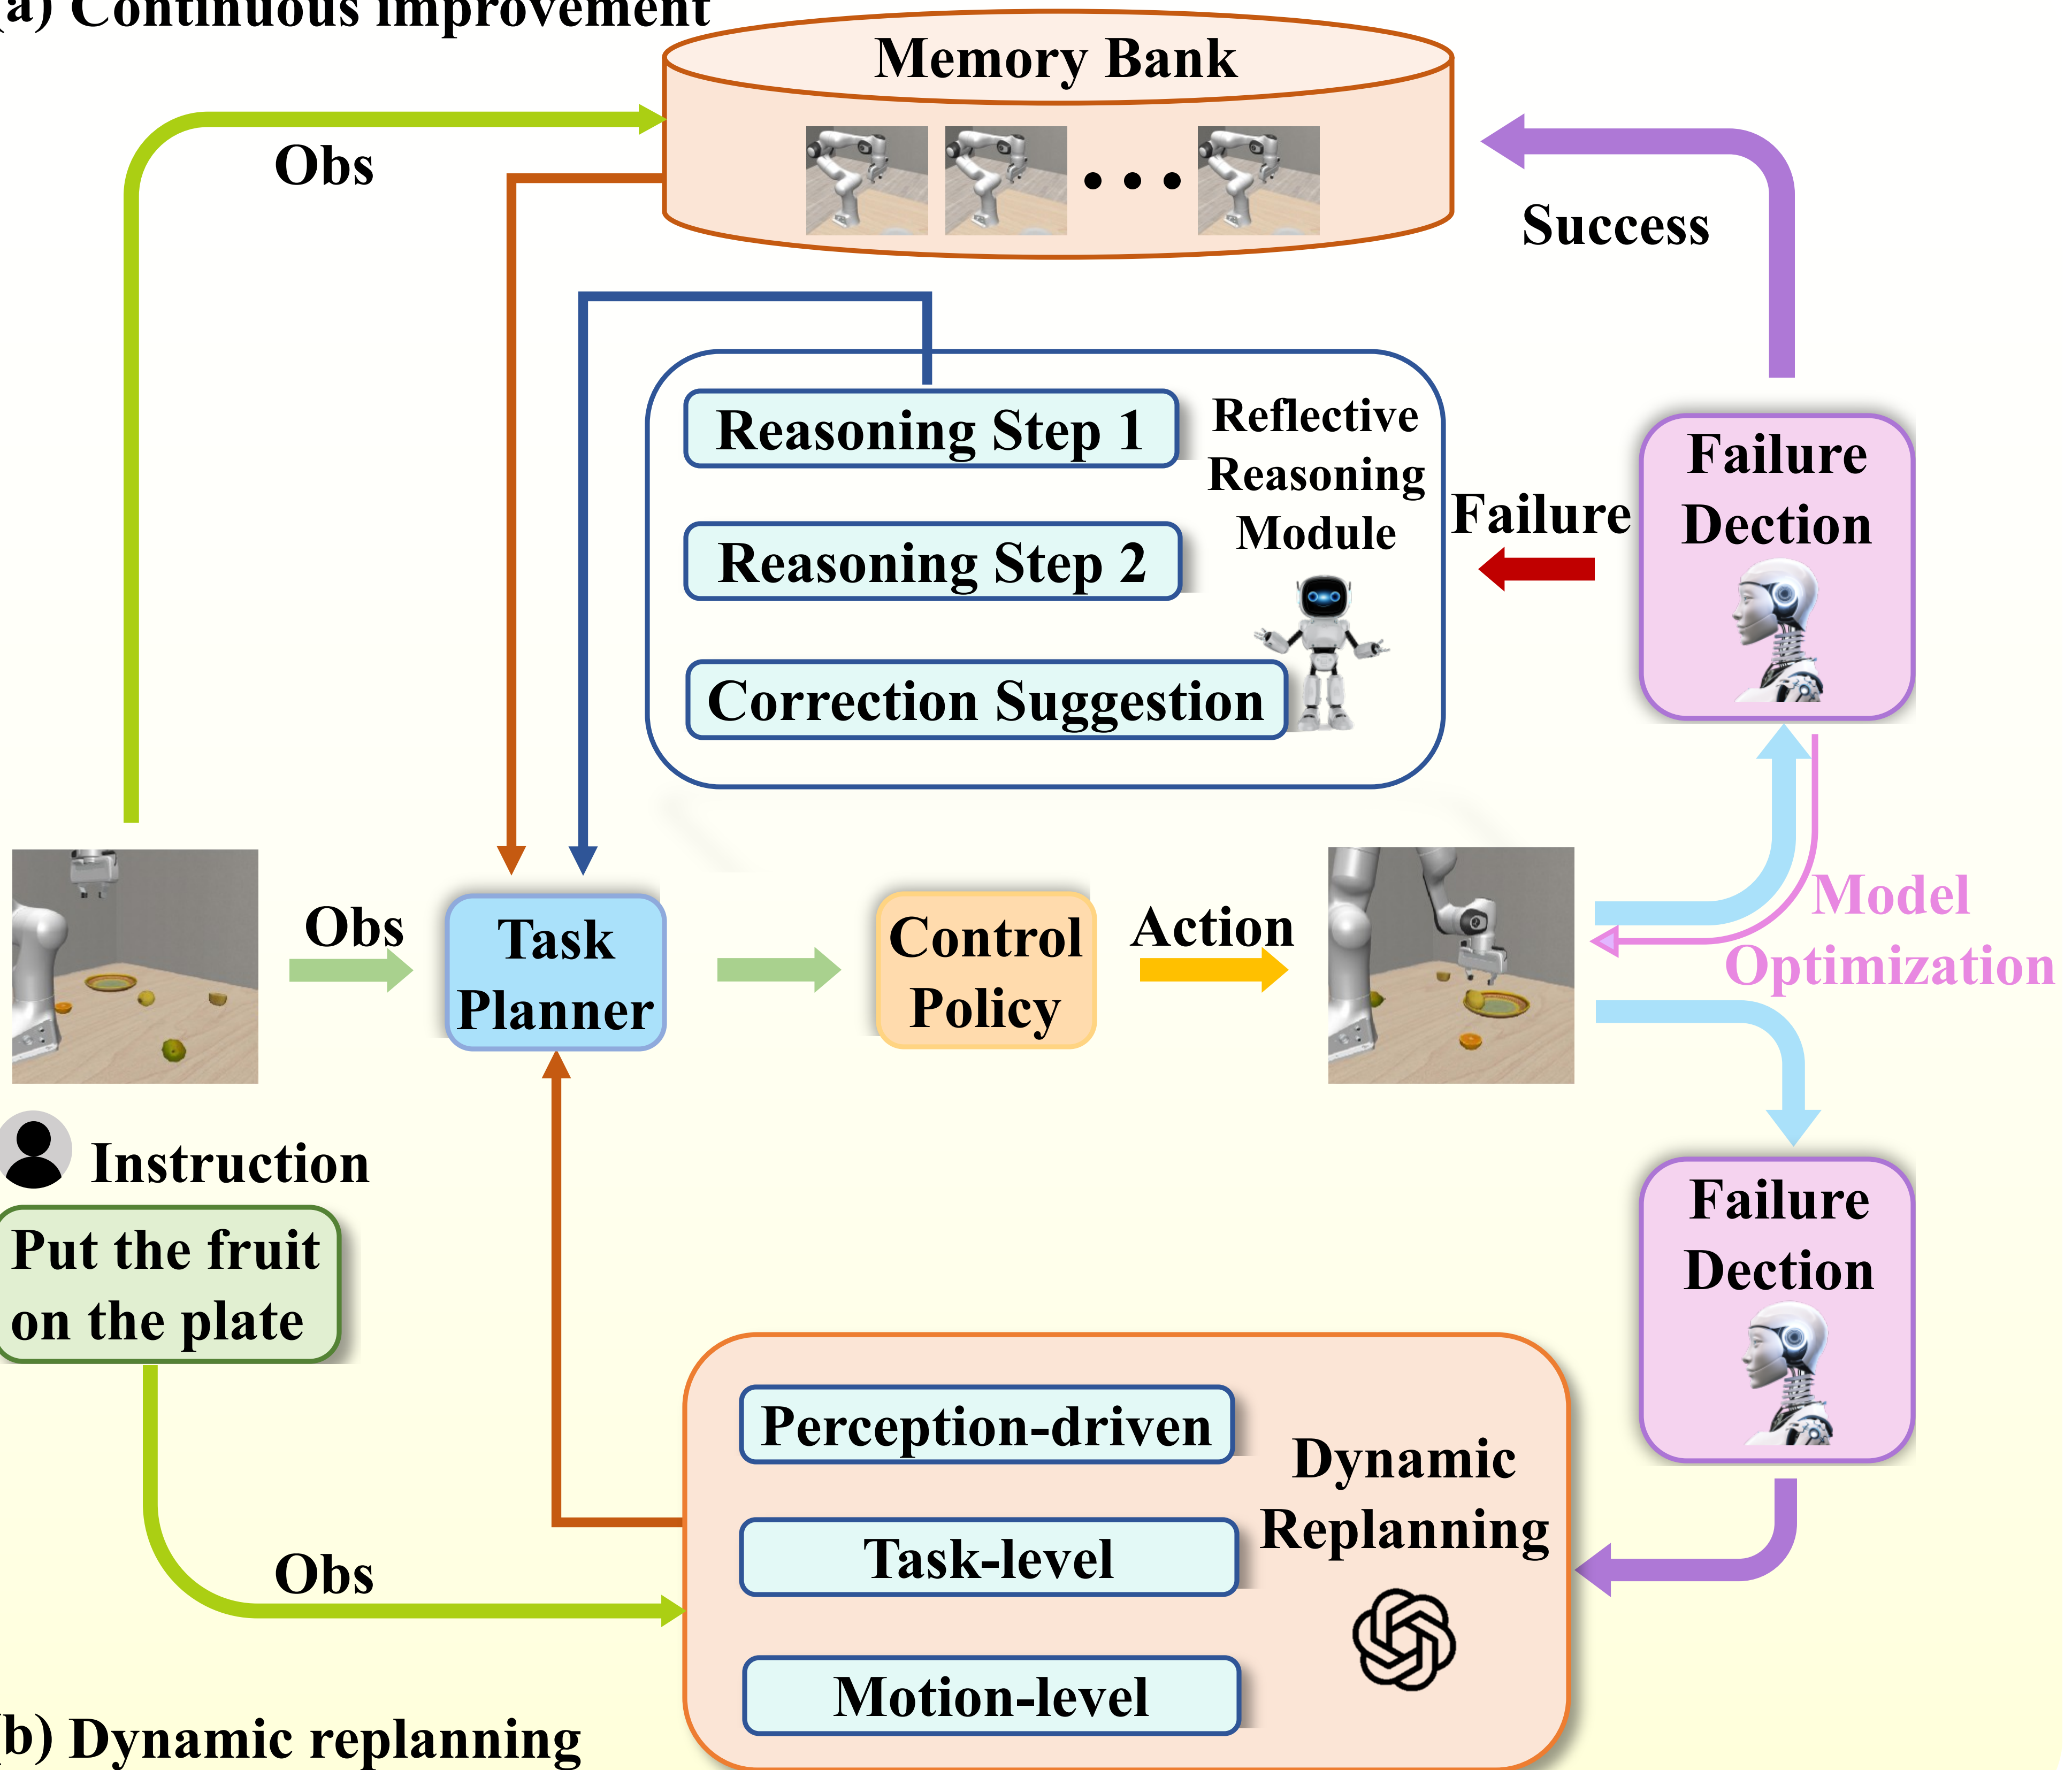 (a) Continuous improvement
Memory Bank
Obs
Success
Reasoning Step 1
Reasoning Step 2
Correction Suggestion
Reflective
Reasoning
Module
Failure
Failure
Dection
Model
Optimization
Obs
Task
Planner
Control
Policy
Action
Instruction
Put the fruit
on the plate
Failure
Dection
Obs
Perception-driven
Task-level
Motion-level
Dynamic
Replanning
(b) Dynamic replanning